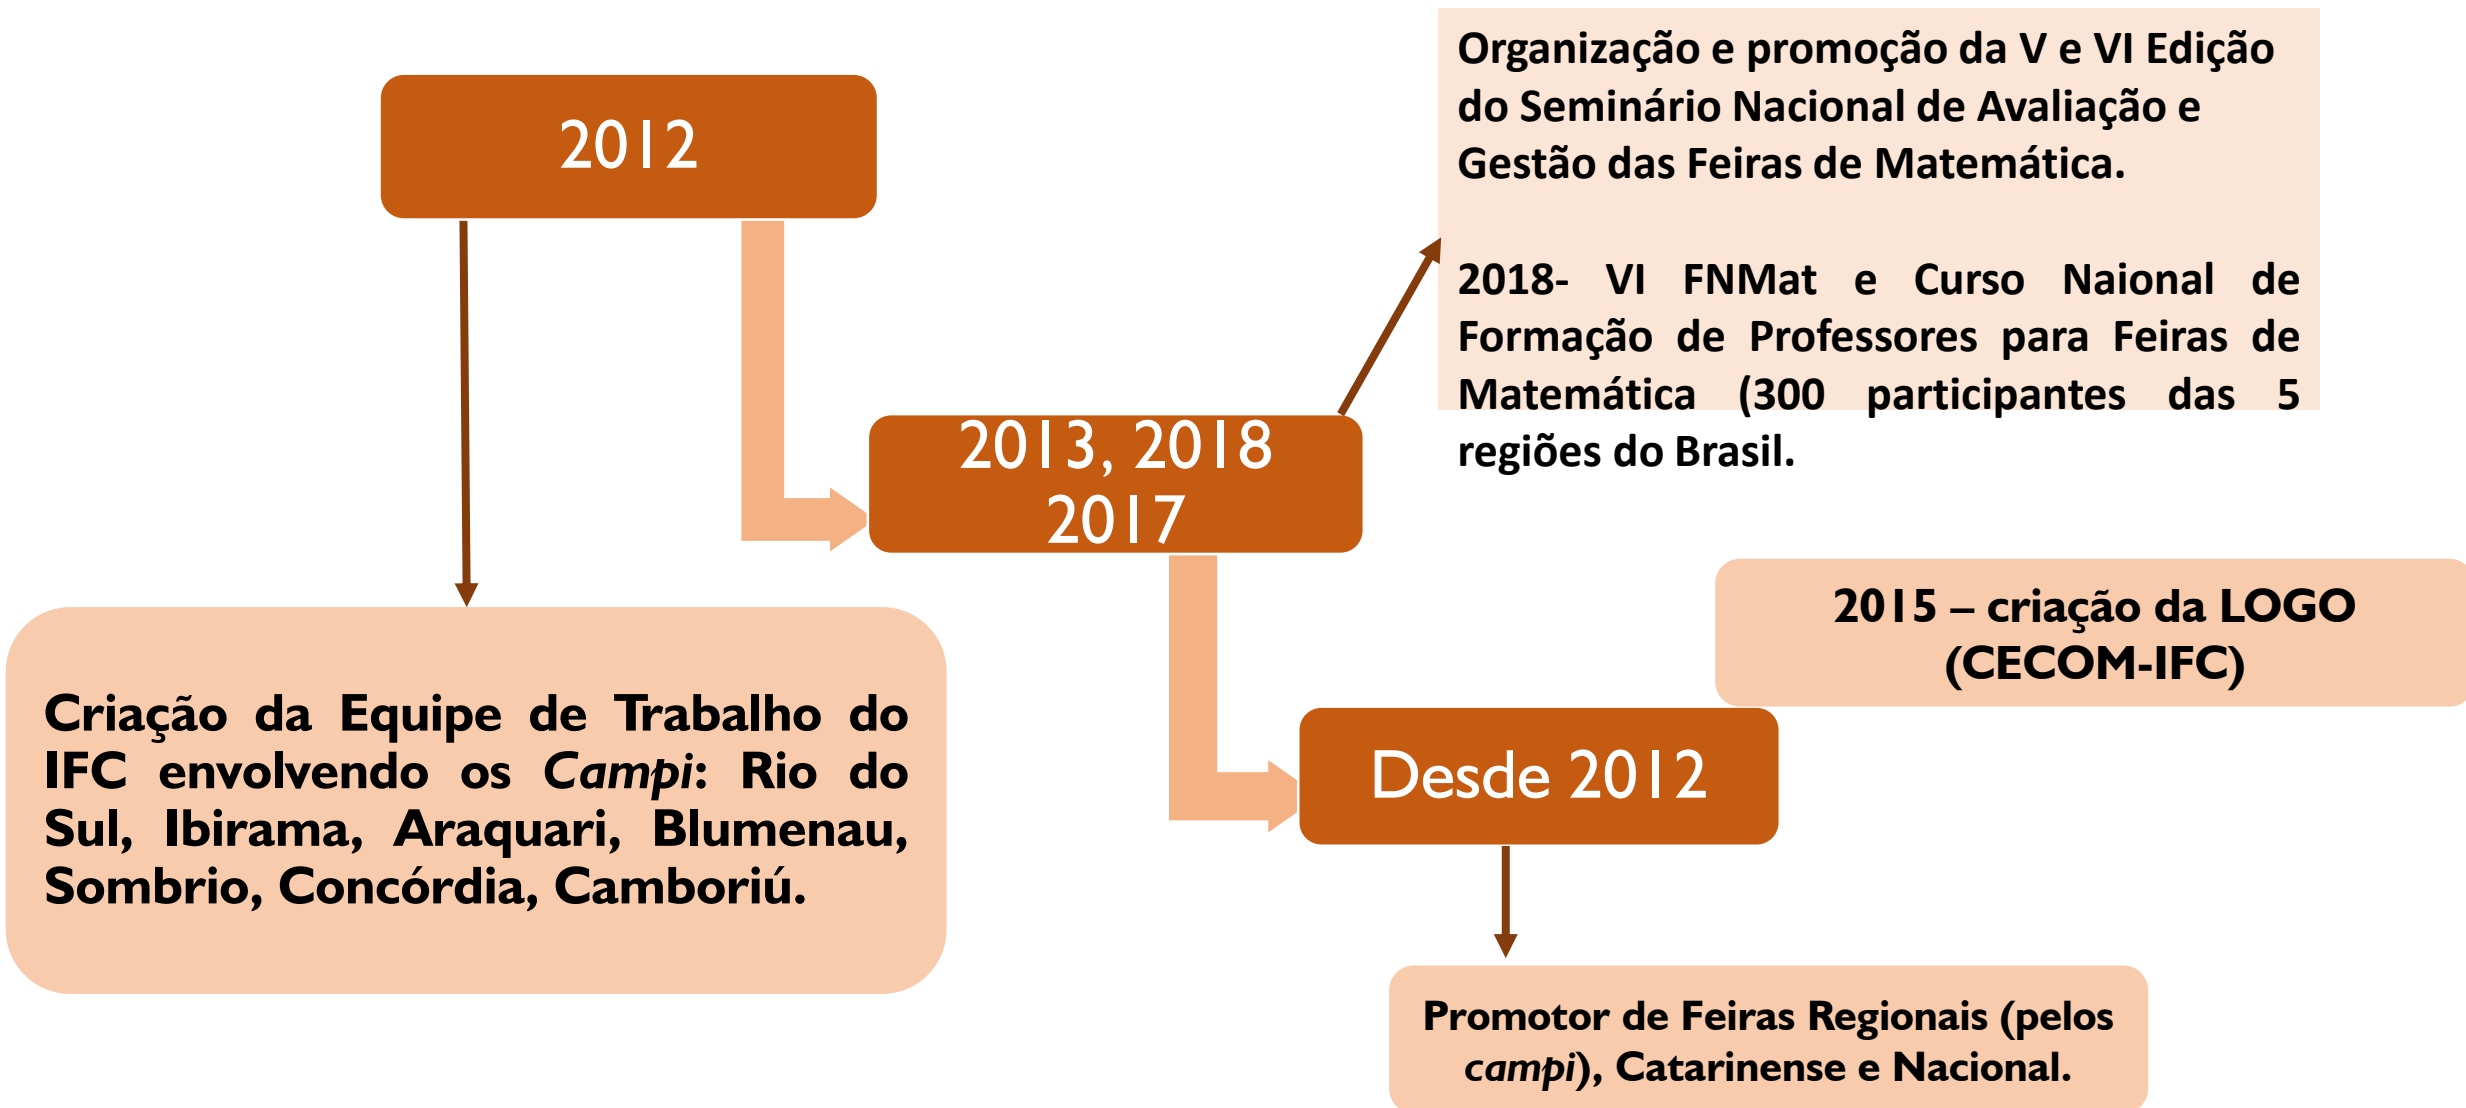 2012
Organização e promoção da V e VI Edição
do Seminário Nacional de Avaliação e
Gestão das Feiras de Matemática.
2018- VI FNMat e Curso Naional de
Formação de Professores para Feiras de
Matemática (300 participantes das 5
regiões do Brasil.
2013, 2018
2017
2015 – criação da LOGO
(CECOM-IFC)
Criação da Equipe de Trabalho do
IFC envolvendo os Campi: Rio do
Sul, Ibirama, Araquari, Blumenau,
Sombrio, Concórdia, Camboriú.
Desde 2012
Promotor de Feiras Regionais (pelos
campi), Catarinense e Nacional.